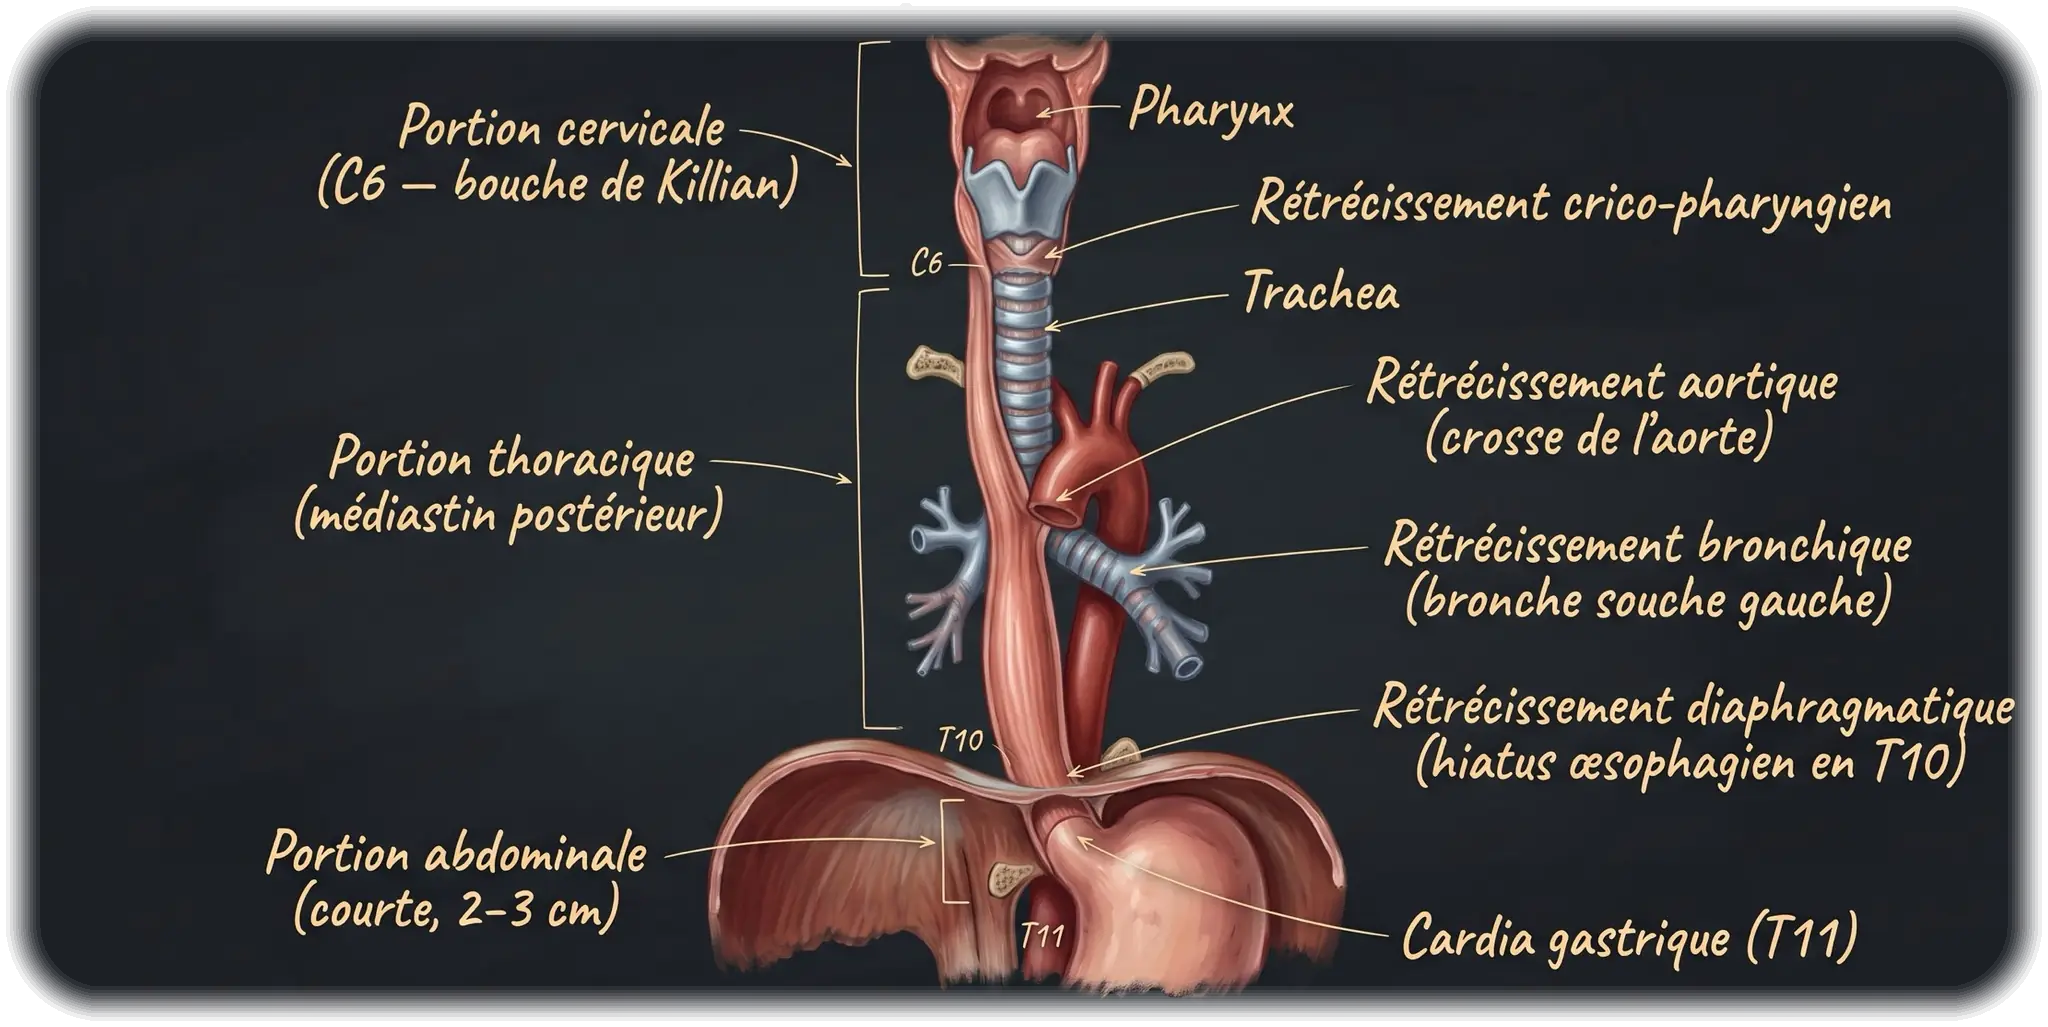 Portion cervicale
(C6 – bouche de Killian)
Pharynx
Rétrécissement crico-pharyngien
C6
Trachea
Rétrécissement aortique
(crosse de l'aorte)
Portion thoracique
(médiastin postérieur)
Rétrécissement bronchique
(bronche souche gauche)
Rétrécissement diaphragmatique
(hiatus œsophagien en T10)
T10
Portion abdominale
(courte, 2-3 cm)
T11
Cardia gastrique (T11)